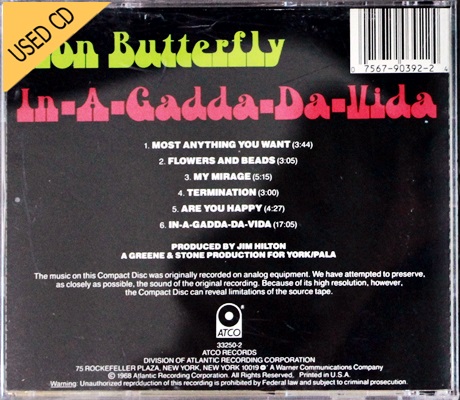 USED CD
on Butterfly
0 7567-90392-2 4
In-A-Gadda-Da-Vida
1. MOST ANYTHING YOU WANT (3:44)
2. FLOWERS AND BEADS (3:05)
3. MY MIRAGE (5:15)
4. TERMINATION (3:00)
5. ARE YOU HAPPY (4:27)
6. IN-A-GADDA-DA-VIDA (17:05)
PRODUCED BY JIM HILTON
A GREENE & STONE PRODUCTION FOR YORK/PALA
The music on this Compact Disc was originally recorded on analog equipment. We have attempted to preserve,
as closely as possible, the sound of the original recording. Because of its high resolution, however,
the Compact Disc can reveal limitations of the source tape.
ATCO
33250-2
ATCO RECORDS
DIVISION OF ATLANTIC RECORDING CORPORATION
75 ROCKEFELLER PLAZA, NEW YORK, NEW YORK 10019 A Warner Communications Company
© 1968 Atlantic Recording Corporation. All Rights Reserved. Printed in U.S.A.
Warning: Unauthorized reproduction of this recording is prohibited by Federal law and subject to criminal prosecution.